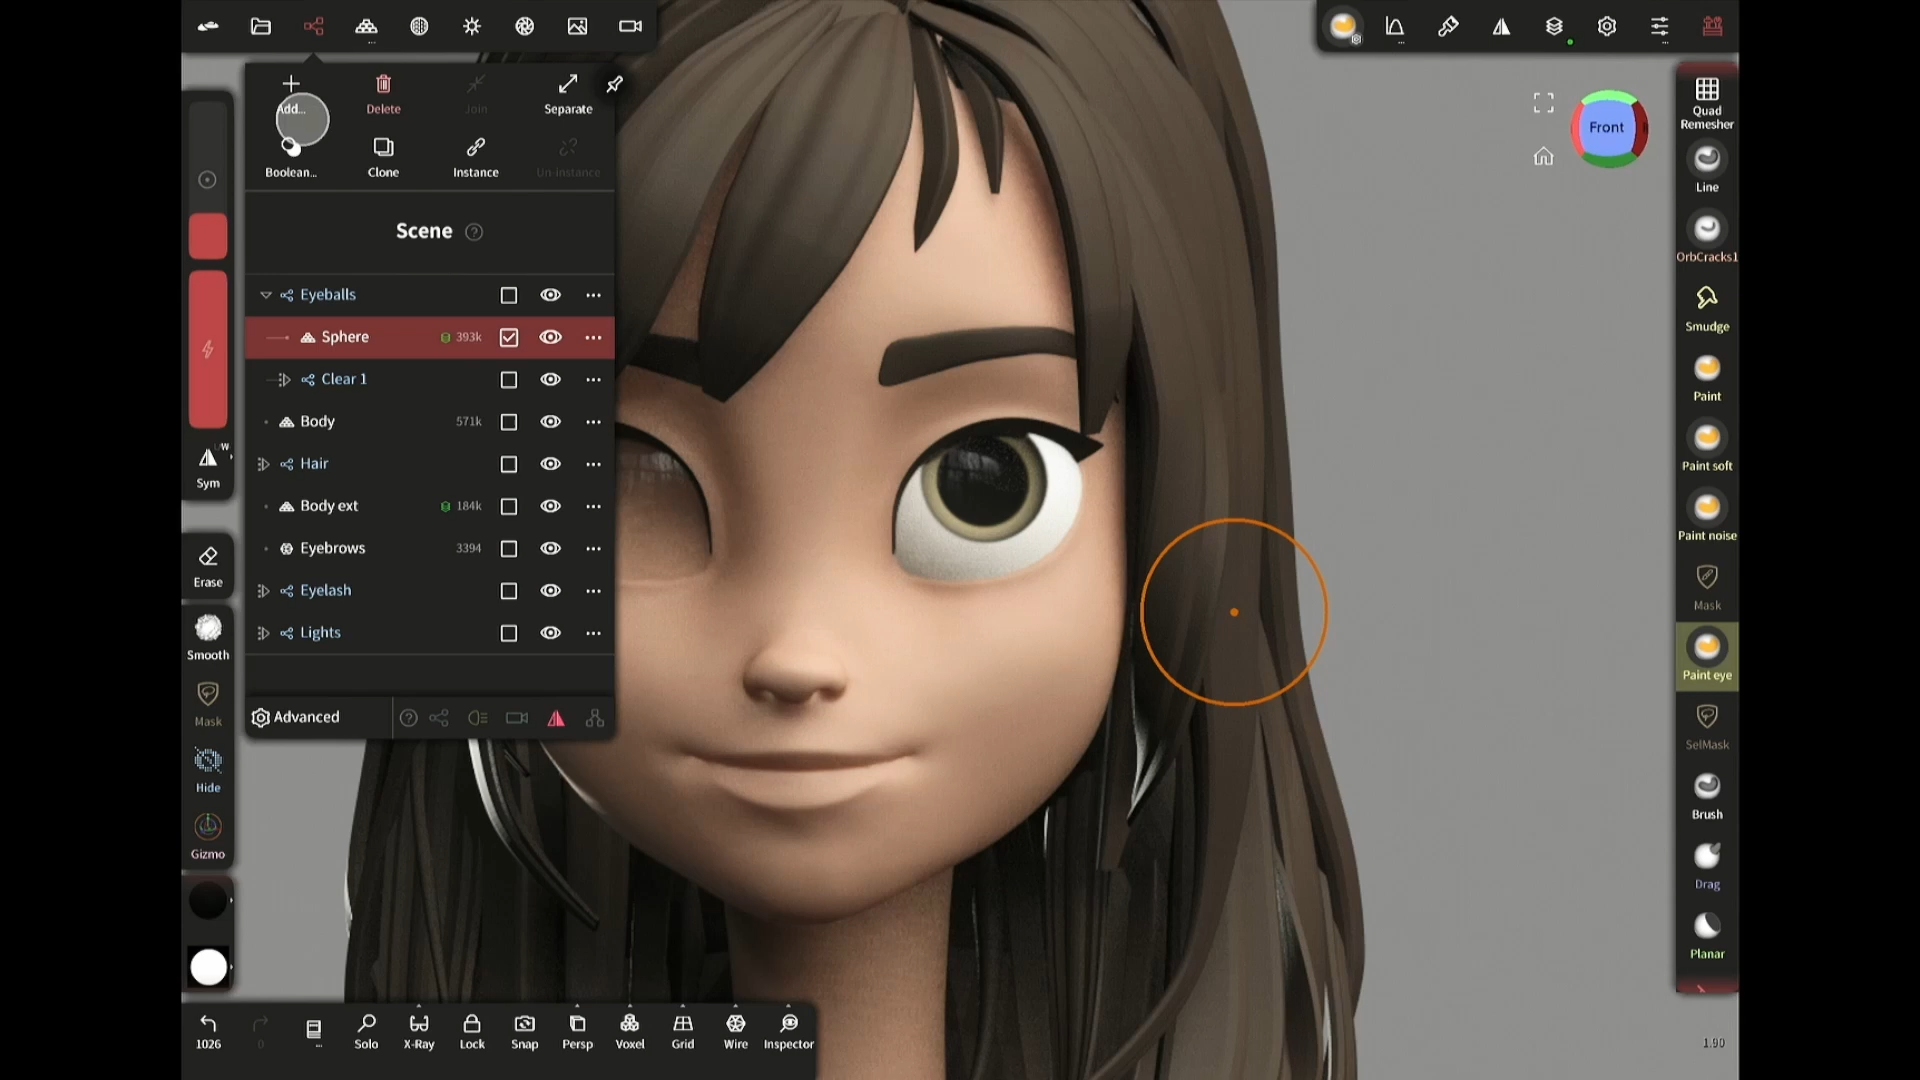 Add...
Delete
Join
Separate
Boolean...
Clone
Instance
Un-instance
Scene ?
Eyeballs
Sphere 393k
Clear 1
Body 571k
Hair
Body ext 184k
Eyebrows 3394
Eyelash
Lights
Advanced
W
Sym
Erase
Smooth
Mask
Hide
Gizmo
1026
0
Solo
X-Ray
Lock
Snap
Persp
Voxel
Grid
Wire
Inspector
Front
Quad
Remesher
Line
OrbCracks1
Smudge
Paint
Paint soft
Paint noise
Mask
Paint eye
SelMask
Brush
Drag
Planar
1.90